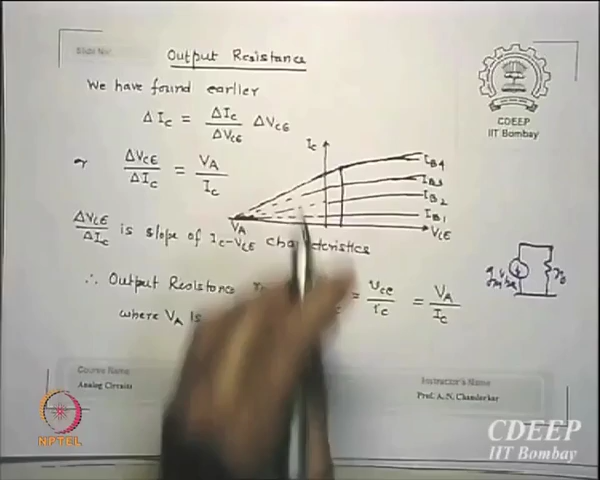 Output Resistance
We have found earlier
ΔIc = ΔIc/ΔVCE ΔVCE
or ΔVCE/ΔIc = VA/Ic
Ic
IB4
IB3
IB2
IB1
VA
VCE
ΔVCE/ΔIc is slope of Ic-VCE characteristics
gmvbe
ro
∴ Output Resistance = vce/ic = VA/Ic
where VA is
CDEEP
IIT Bombay
Course Name
Analog Circuits
Instructor's Name
Prof. A. N. Chandorkar
NPTEL
CDEEP
IIT Bombay